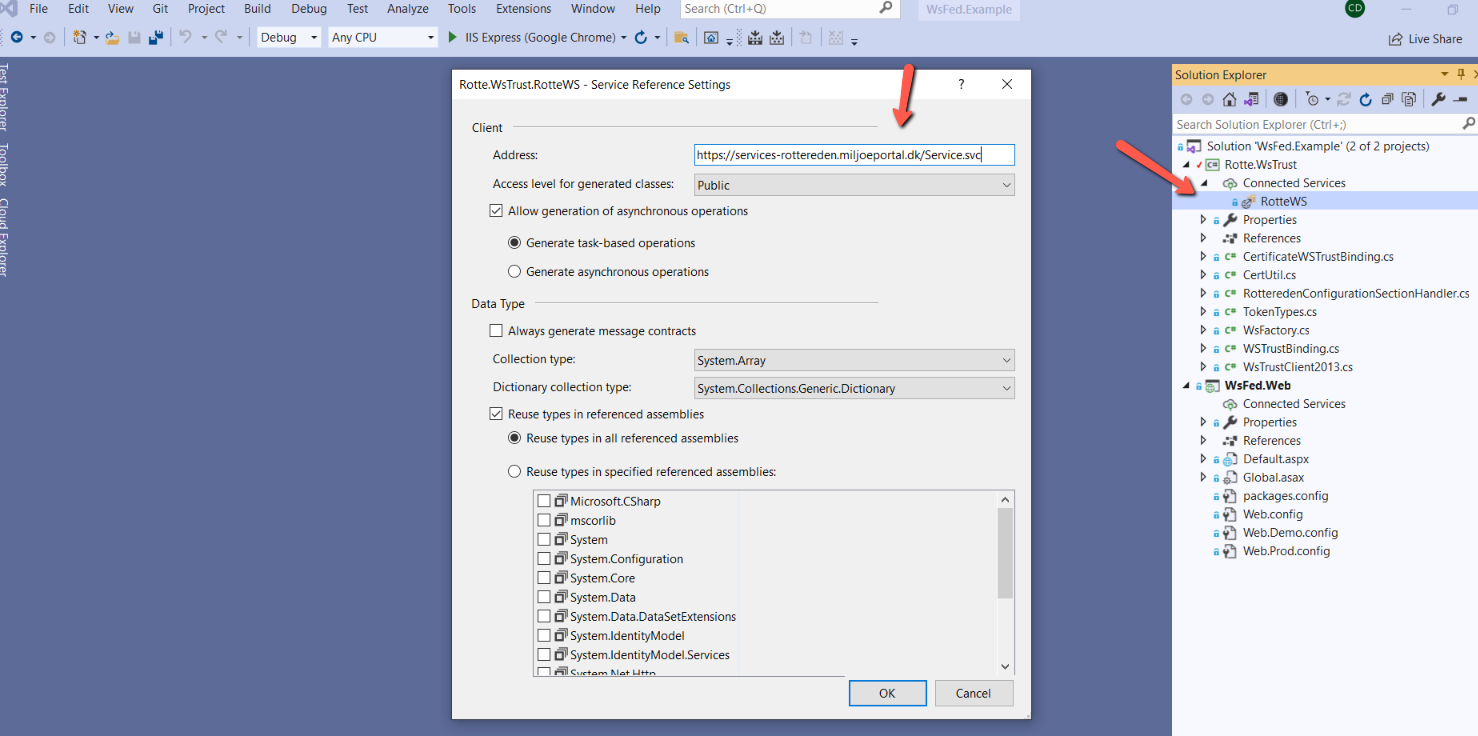 File Edit View Git Project Build Debug Test Analyze Tools Extensions Window Help Search (Ctrl+Q) WsFed.Example CD
Debug Any CPU IIS Express (Google Chrome) Live Share
Test Explorer
Toolbox
Cloud Explorer
Rotte.WsTrust.RotteWS - Service Reference Settings ?
Client
Address: https://services-rottereden.miljoeportal.dk/Service.svc
Access level for generated classes: Public
Allow generation of asynchronous operations
Generate task-based operations
Generate asynchronous operations
Data Type
Always generate message contracts
Collection type: System.Array
Dictionary collection type: System.Collections.Generic.Dictionary
Reuse types in referenced assemblies
Reuse types in all referenced assemblies
Reuse types in specified referenced assemblies:
Microsoft.CSharp
mscorlib
System
System.Configuration
System.Core
System.Data
System.Data.DataSetExtensions
System.IdentityModel
System.IdentityModel.Services
System.Net.Http
OK Cancel
Solution Explorer
Search Solution Explorer (Ctrl+;)
Solution 'WsFed.Example' (2 of 2 projects)
C# Rotte.WsTrust
Connected Services
RotteWS
Properties
References
C# CertificateWSTrustBinding.cs
C# CertUtil.cs
C# RotteredenConfigurationSectionHandler.cs
C# TokenTypes.cs
C# WsFactory.cs
C# WSTrustBinding.cs
C# WsTrustClient2013.cs
WsFed.Web
Connected Services
Properties
References
Default.aspx
Global.asax
packages.config
Web.config
Web.Demo.config
Web.Prod.config